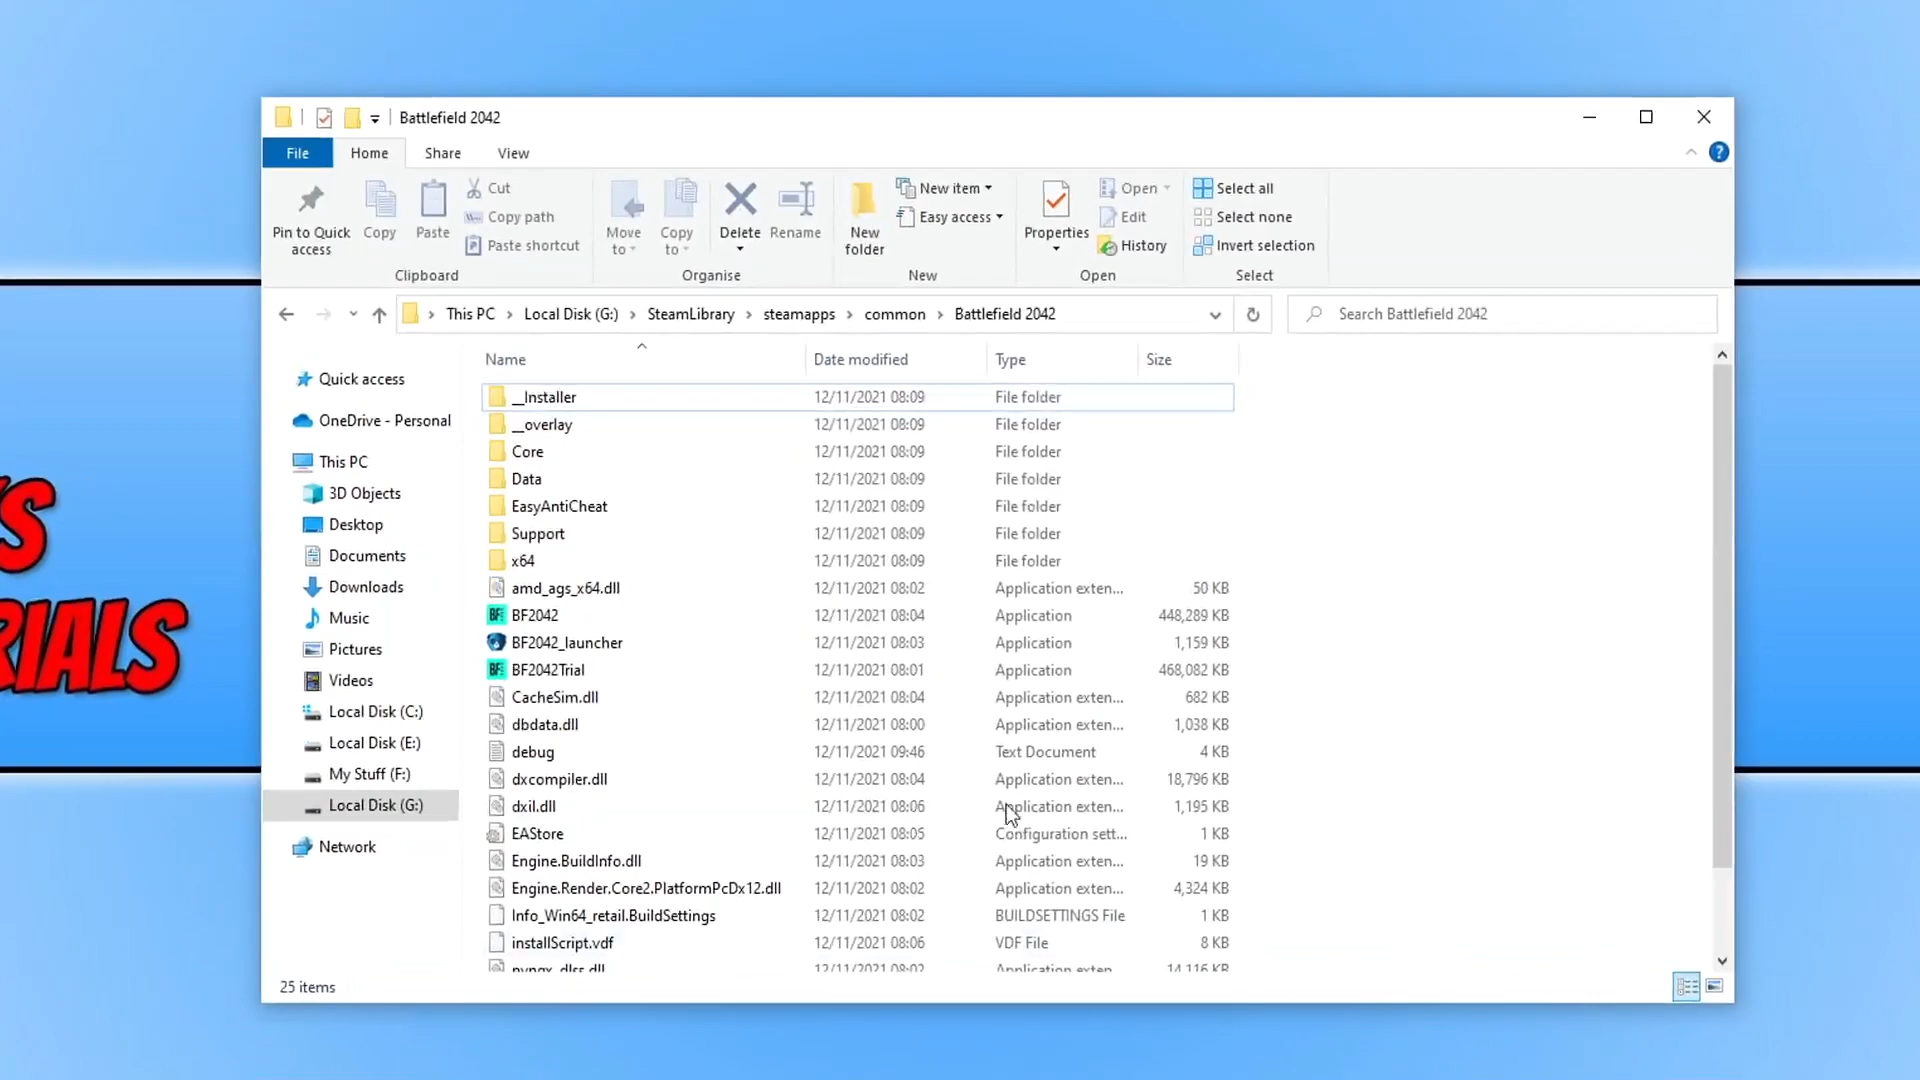 Battlefield 2042
File Home Share View
Pin to Quick access
Copy
Paste
Cut
Copy path
Paste shortcut
Clipboard
Move to
Copy to
Delete
Rename
Organise
New folder
New item
Easy access
New
Properties
Open
Edit
History
Open
Select all
Select none
Invert selection
Select
This PC > Local Disk (G:) > SteamLibrary > steamapps > common > Battlefield 2042
Search Battlefield 2042
Quick access
OneDrive - Personal
This PC
3D Objects
Desktop
Documents
Downloads
Music
Pictures
Videos
Local Disk (C:)
Local Disk (E:)
My Stuff (F:)
Local Disk (G:)
Network
Name Date modified Type Size
__Installer 12/11/2021 08:09 File folder
__overlay 12/11/2021 08:09 File folder
Core 12/11/2021 08:09 File folder
Data 12/11/2021 08:09 File folder
EasyAntiCheat 12/11/2021 08:09 File folder
Support 12/11/2021 08:09 File folder
x64 12/11/2021 08:09 File folder
amd_ags_x64.dll 12/11/2021 08:02 Application exten... 50 KB
BF2042 12/11/2021 08:04 Application 448,289 KB
BF2042_launcher 12/11/2021 08:03 Application 1,159 KB
BF2042Trial 12/11/2021 08:01 Application 468,082 KB
CacheSim.dll 12/11/2021 08:04 Application exten... 682 KB
dbdata.dll 12/11/2021 08:00 Application exten... 1,038 KB
debug 12/11/2021 09:46 Text Document 4 KB
dxcompiler.dll 12/11/2021 08:04 Application exten... 18,796 KB
dxil.dll 12/11/2021 08:06 Application exten... 1,195 KB
EAStore 12/11/2021 08:05 Configuration sett... 1 KB
Engine.BuildInfo.dll 12/11/2021 08:03 Application exten... 19 KB
Engine.Render.Core2.PlatformPcDx12.dll 12/11/2021 08:02 Application exten... 4,324 KB
Info_Win64_retail.BuildSettings 12/11/2021 08:02 BUILDSETTINGS File 1 KB
installScript.vdf 12/11/2021 08:06 VDF File 8 KB
nvngx_dlss.dll 12/11/2021 08:02 Application exten... 14,116 KB
25 items
S
RIALS